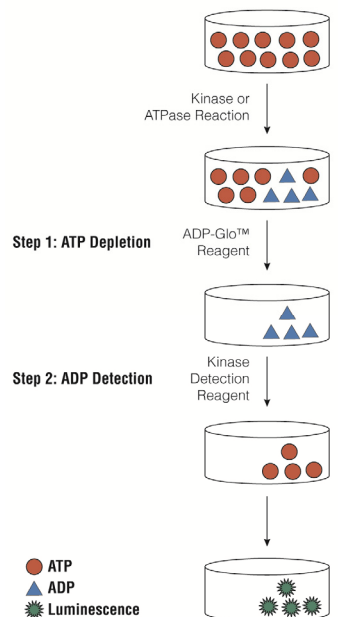 Kinase or
ATPase Reaction
Step 1: ATP Depletion
ADP-Glo™
Reagent
Step 2: ADP Detection
Kinase
Detection
Reagent
ATP
ADP
Luminescence